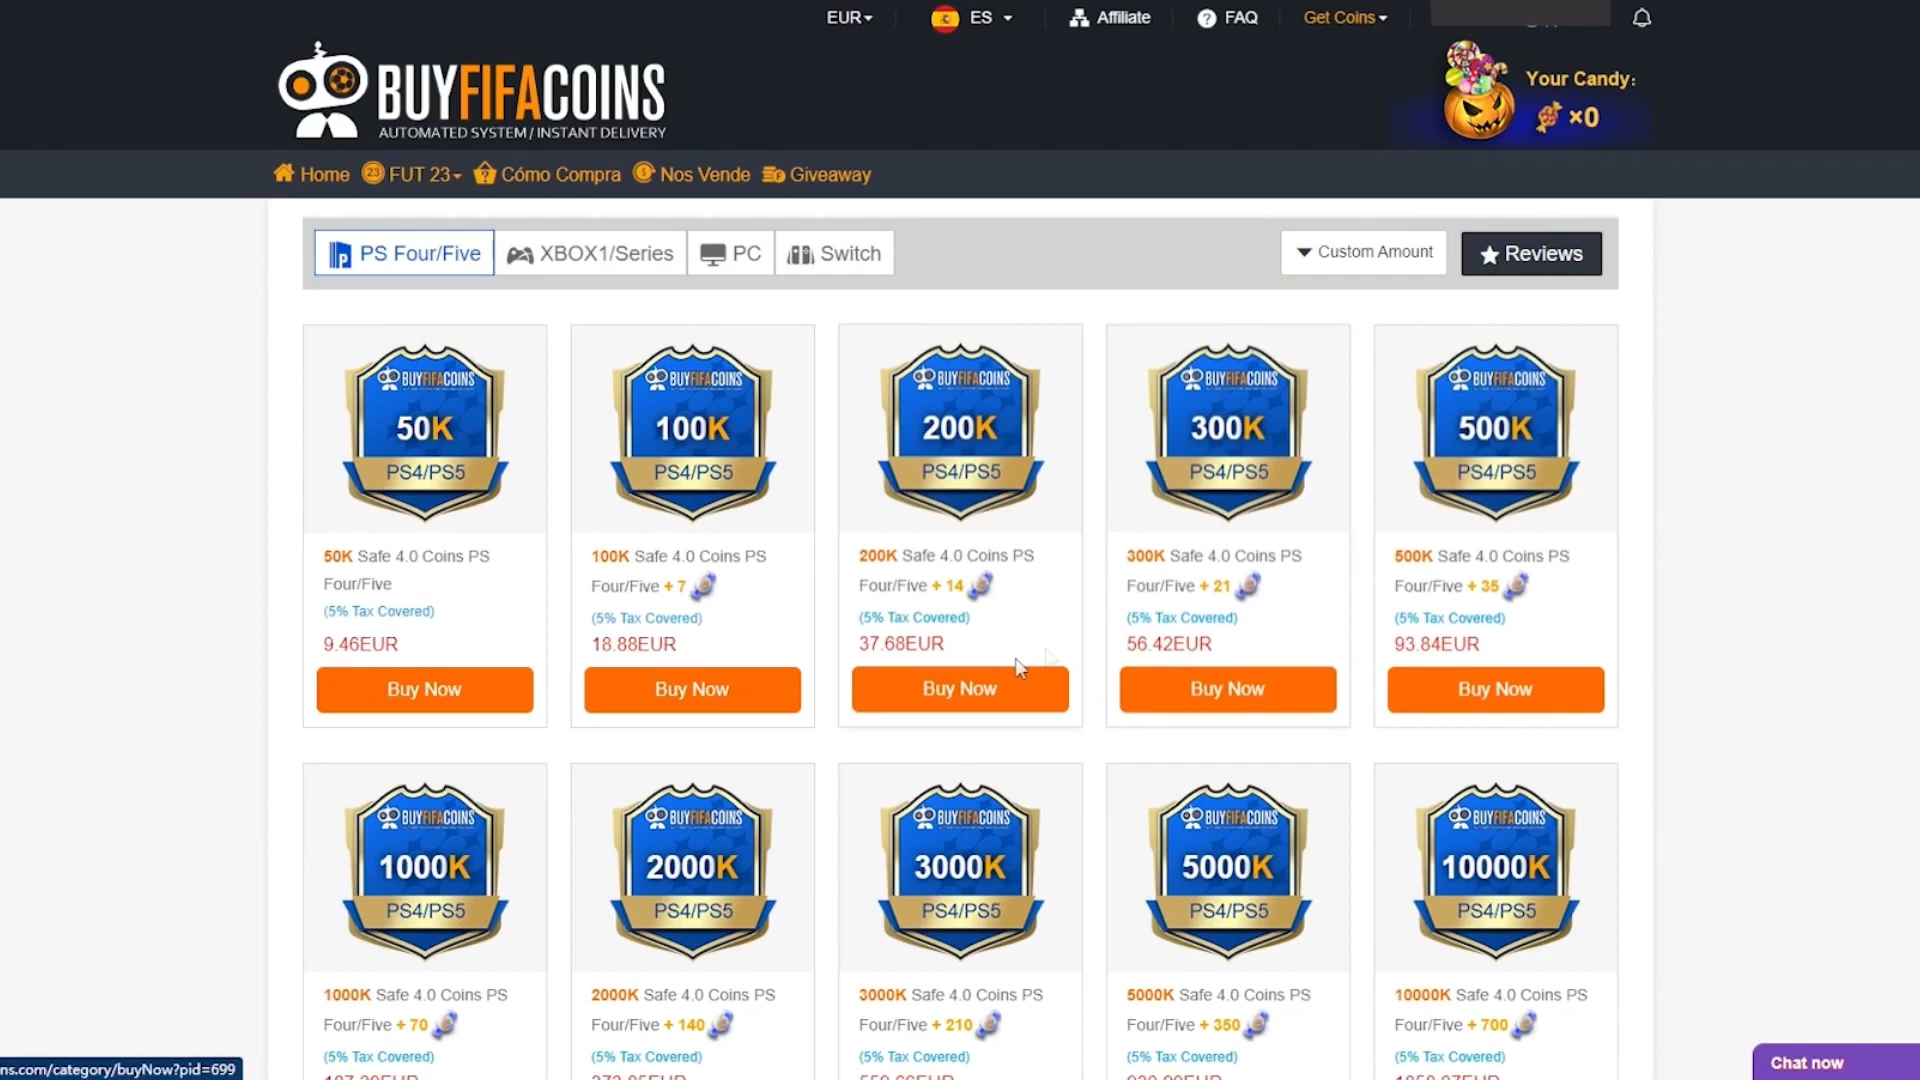 EUR
ES
Affiliate
FAQ
Get Coins
BUYFIFACOINS
AUTOMATED SYSTEM / INSTANT DELIVERY
Your Candy:
×0
Home
FUT 23
Cómo Compra
Nos Vende
Giveaway
PS Four/Five
XBOX1/Series
PC
Switch
Custom Amount
Reviews
BUYFIFACOINS
50K
PS4/PS5
50K Safe 4.0 Coins PS
Four/Five
(5% Tax Covered)
9.46EUR
Buy Now
BUYFIFACOINS
100K
PS4/PS5
100K Safe 4.0 Coins PS
Four/Five + 7
(5% Tax Covered)
18.88EUR
Buy Now
BUYFIFACOINS
200K
PS4/PS5
200K Safe 4.0 Coins PS
Four/Five + 14
(5% Tax Covered)
37.68EUR
Buy Now
BUYFIFACOINS
300K
PS4/PS5
300K Safe 4.0 Coins PS
Four/Five + 21
(5% Tax Covered)
56.42EUR
Buy Now
BUYFIFACOINS
500K
PS4/PS5
500K Safe 4.0 Coins PS
Four/Five + 35
(5% Tax Covered)
93.84EUR
Buy Now
BUYFIFACOINS
1000K
PS4/PS5
1000K Safe 4.0 Coins PS
Four/Five + 70
(5% Tax Covered)
BUYFIFACOINS
2000K
PS4/PS5
2000K Safe 4.0 Coins PS
Four/Five + 140
(5% Tax Covered)
BUYFIFACOINS
3000K
PS4/PS5
3000K Safe 4.0 Coins PS
Four/Five + 210
(5% Tax Covered)
BUYFIFACOINS
5000K
PS4/PS5
5000K Safe 4.0 Coins PS
Four/Five + 350
(5% Tax Covered)
BUYFIFACOINS
10000K
PS4/PS5
10000K Safe 4.0 Coins PS
Four/Five + 700
(5% Tax Covered)
ns.com/category/buyNow?pid=699
Chat now